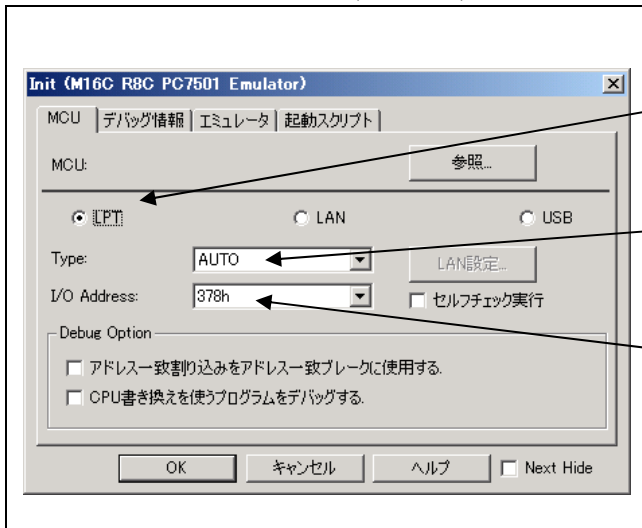 Init (M16C R8C PC7501 Emulator)
MCU デバッグ情報 エミュレータ 起動スクリプト
MCU: 参照...
LPT LAN USB
Type: AUTO LAN設定...
I/O Address: 378h セルフチェック実行
Debug Option
アドレス一致割り込みをアドレス一致ブレークに使用する.
CPU書き換えを使うプログラムをデバッグする.
OK キャンセル ヘルプ Next Hide